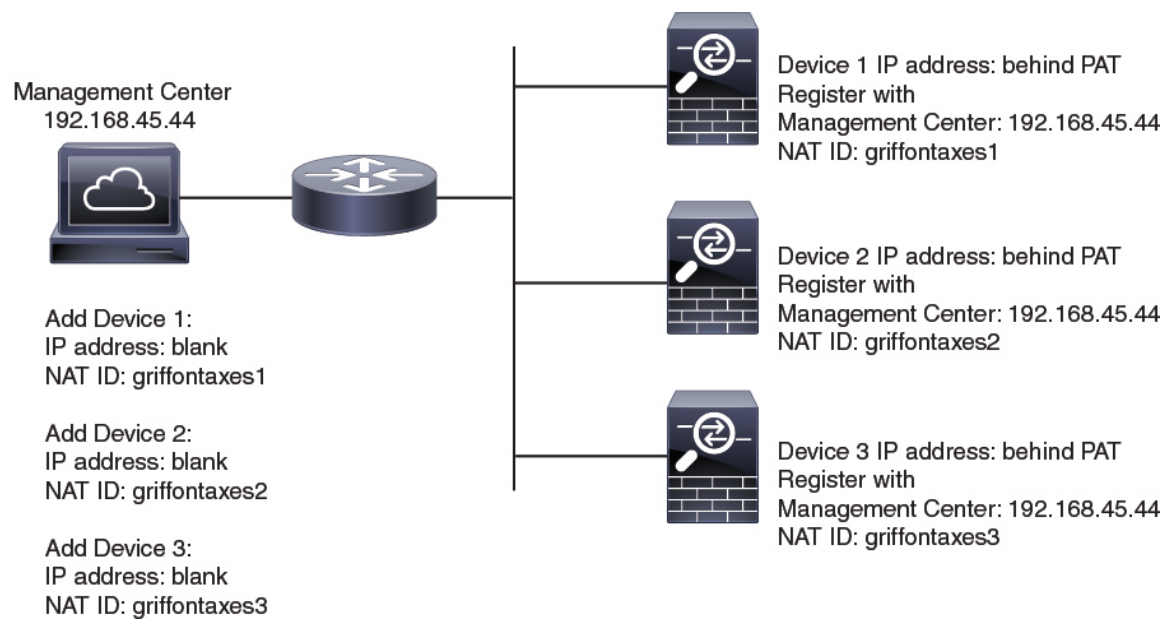 Management Center
192.168.45.44
Add Device 1:
IP address: blank
NAT ID: griffontaxes1
Add Device 2:
IP address: blank
NAT ID: griffontaxes2
Add Device 3:
IP address: blank
NAT ID: griffontaxes3
Device 1 IP address: behind PAT
Register with
Management Center: 192.168.45.44
NAT ID: griffontaxes1
Device 2 IP address: behind PAT
Register with
Management Center: 192.168.45.44
NAT ID: griffontaxes2
Device 3 IP address: behind PAT
Register with
Management Center: 192.168.45.44
NAT ID: griffontaxes3